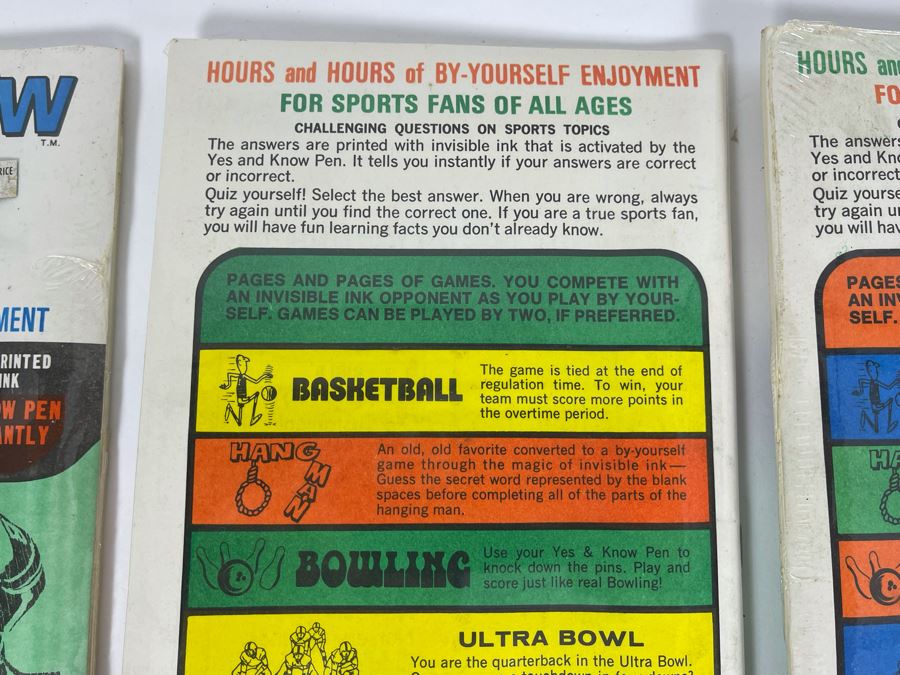 W
T.M.
RICE
MENT
PRINTED
INK
OW PEN
ANTLY
HOURS and HOURS of BY-YOURSELF ENJOYMENT
FOR SPORTS FANS OF ALL AGES
CHALLENGING QUESTIONS ON SPORTS TOPICS
The answers are printed with invisible ink that is activated by the
Yes and Know Pen. It tells you instantly if your answers are correct
or incorrect.
Quiz yourself! Select the best answer. When you are wrong, always
try again until you find the correct one. If you are a true sports fan,
you will have fun learning facts you don't already know.
PAGES AND PAGES OF GAMES. YOU COMPETE WITH
AN INVISIBLE INK OPPONENT AS YOU PLAY BY YOUR-
SELF. GAMES CAN BE PLAYED BY TWO, IF PREFERRED.
BASKETBALL
The game is tied at the end of
regulation time. To win, your
team must score more points in
the overtime period.
HANG
MAN
An old, old favorite converted to a by-yourself
game through the magic of invisible ink—
Guess the secret word represented by the blank
spaces before completing all of the parts of the
hanging man.
BOWLING
Use your Yes & Know Pen to
knock down the pins. Play and
score just like real Bowling!
ULTRA BOWL
You are the quarterback in the Ultra Bowl.
HOURS and
FO
The answers
Yes and Kno
or incorrect
Quiz yourse
try again un
you will hav
PAGES
AN INV
SELF.
HA